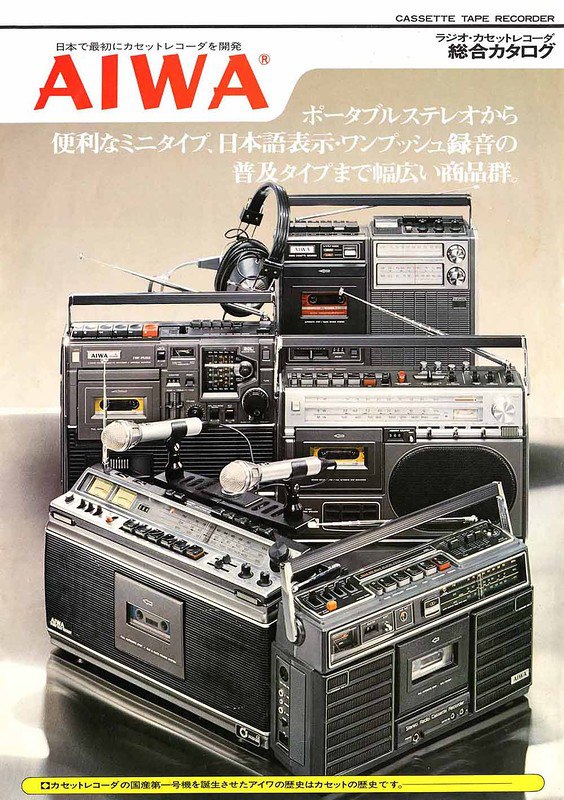 CASSETTE TAPE RECORDER
ラジオ・カセットレコーダ
総合カタログ
日本で最初にカセットレコーダを開発
AIWA®
ポータブルステレオから
便利なミニタイプ、日本語表示・ワンプッシュ録音の
普及タイプまで幅広い商品群。
AIWA
AIWA
AIWA
AIWA
Stereo Radio Cassette Recorder
カセットレコーダの国産第一号機を誕生させたアイワの歴史はカセットの歴史です。